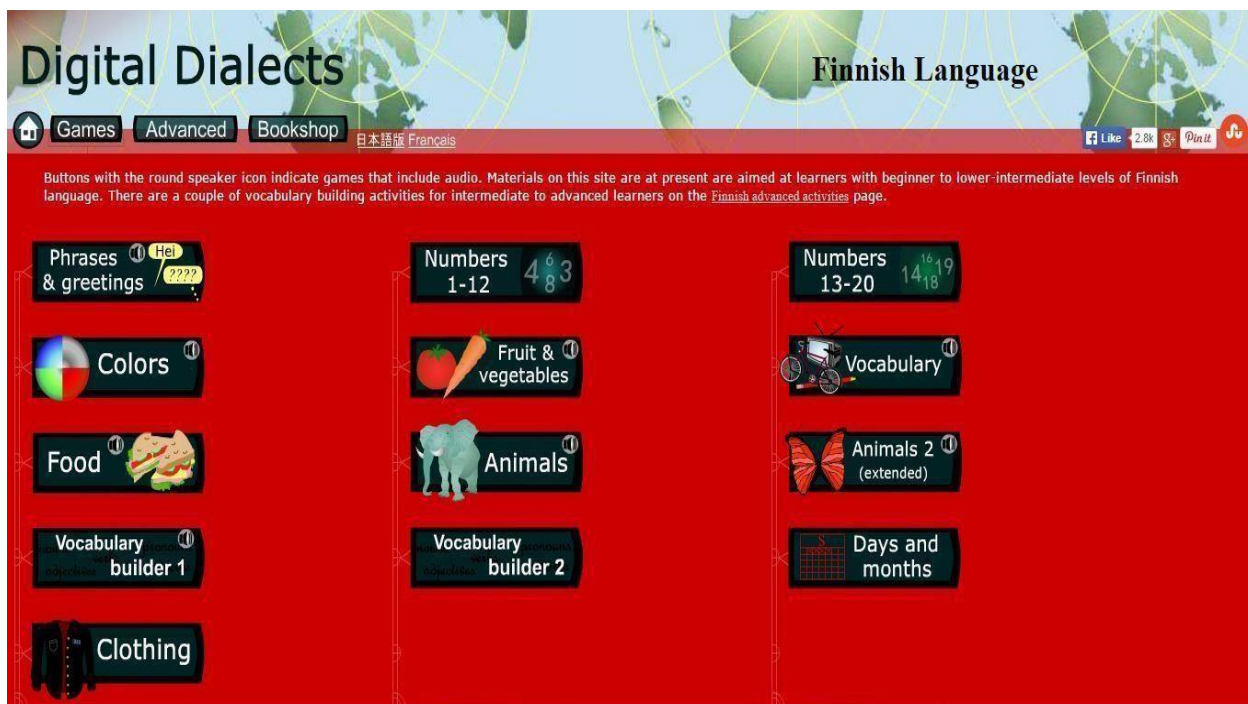 Digital Dialects
Finnish Language
Games Advanced Bookshop 日本語版 Français
Like 2.8k g+ Pin it
Buttons with the round speaker icon indicate games that include audio. Materials on this site are at present are aimed at learners with beginner to lower-intermediate levels of Finnish
language. There are a couple of vocabulary building activities for intermediate to advanced learners on the Finnish advanced activities page.
Phrases
& greetings
Hei
????
Numbers
1-12
4 6 8 3
Numbers
13-20
14 16 18 19
Colors
Fruit &
vegetables
Vocabulary
Food
Animals
Animals 2
(extended)
Vocabulary
builder 1
adjectives
Vocabulary
builder 2
pronouns
adjectives
S
Days and
months
Clothing